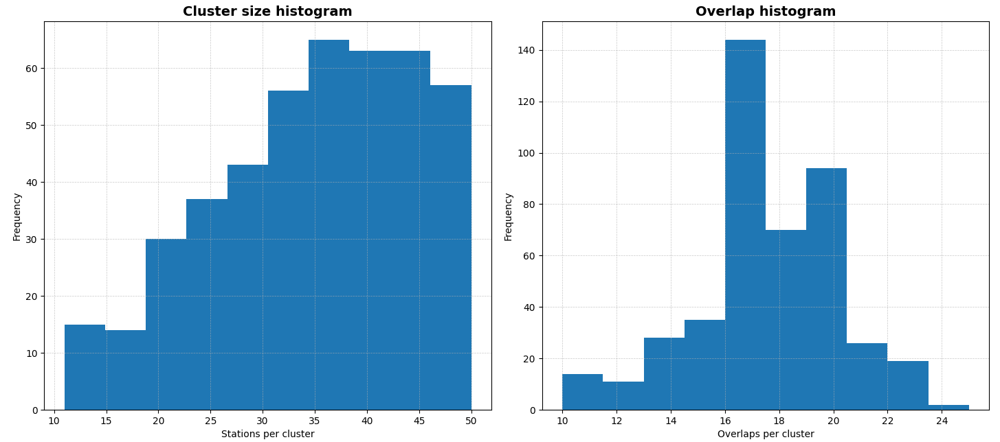 Cluster size histogram
Frequency
60
50
40
30
20
10
0
10 15 20 25 30 35 40 45 50
Stations per cluster
Overlap histogram
Frequency
140
120
100
80
60
40
20
0
10 12 14 16 18 20 22 24
Overlaps per cluster